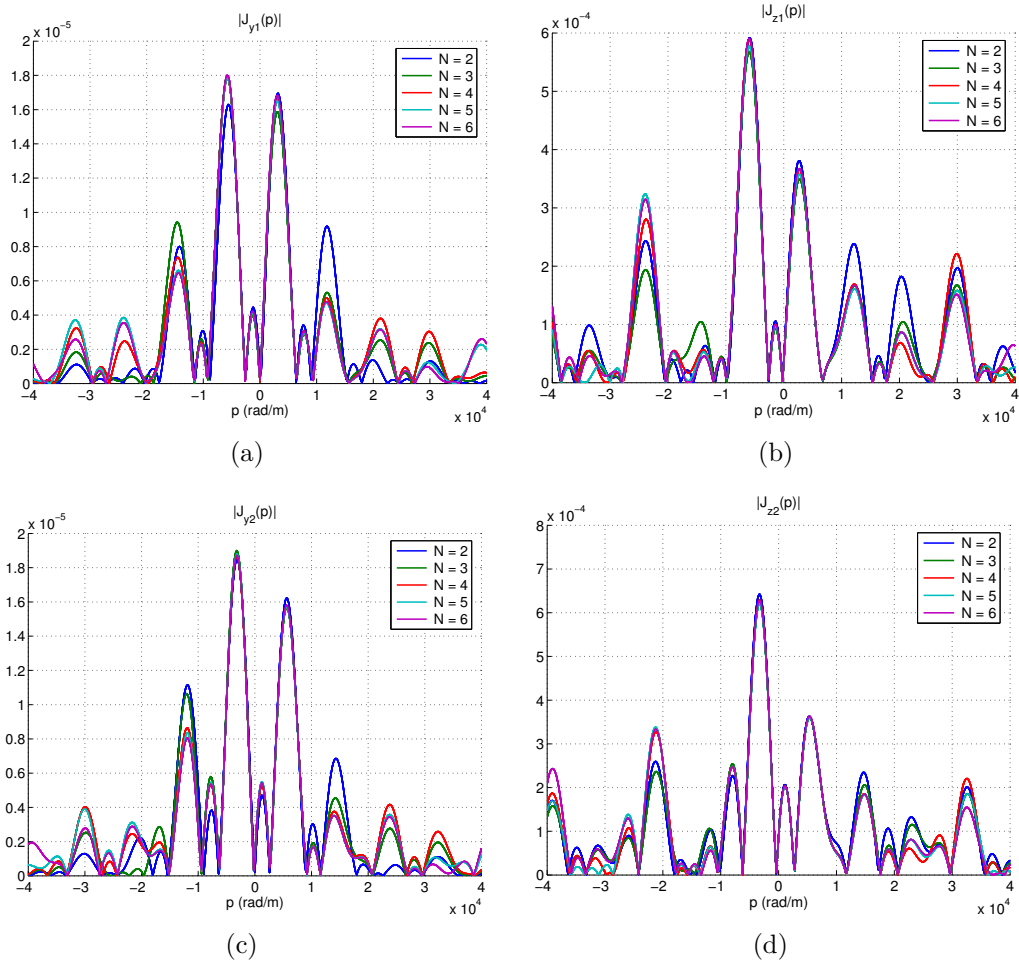 |J_y1(p)|
x 10^-5
2
1.8
1.6
1.4
1.2
1
0.8
0.6
0.4
0.2
0
−4 −3 −2 −1 0 1 2 3 4
x 10^4
p (rad/m)
N = 2
N = 3
N = 4
N = 5
N = 6
(a)
|J_z1(p)|
x 10^-4
6
5
4
3
2
1
0
−4 −3 −2 −1 0 1 2 3 4
x 10^4
p (rad/m)
N = 2
N = 3
N = 4
N = 5
N = 6
(b)
|J_y2(p)|
x 10^-5
2
1.8
1.6
1.4
1.2
1
0.8
0.6
0.4
0.2
0
−4 −3 −2 −1 0 1 2 3 4
x 10^4
p (rad/m)
N = 2
N = 3
N = 4
N = 5
N = 6
(c)
|J_z2(p)|
x 10^-4
8
7
6
5
4
3
2
1
0
−4 −3 −2 −1 0 1 2 3 4
x 10^4
p (rad/m)
N = 2
N = 3
N = 4
N = 5
N = 6
(d)